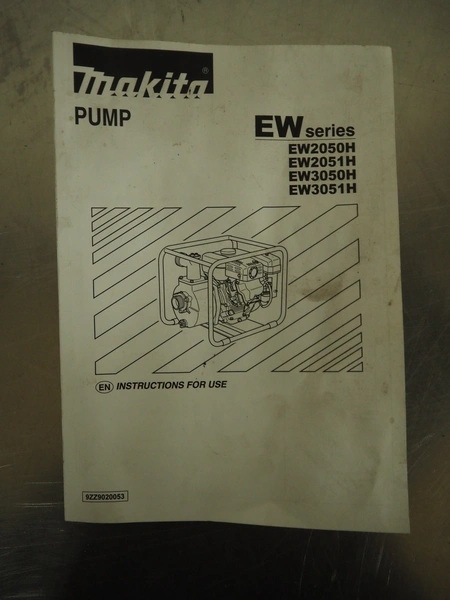 makita®
PUMP
EW series
EW2050H
EW2051H
EW3050H
EW3051H
EN INSTRUCTIONS FOR USE
9ZZ9020053